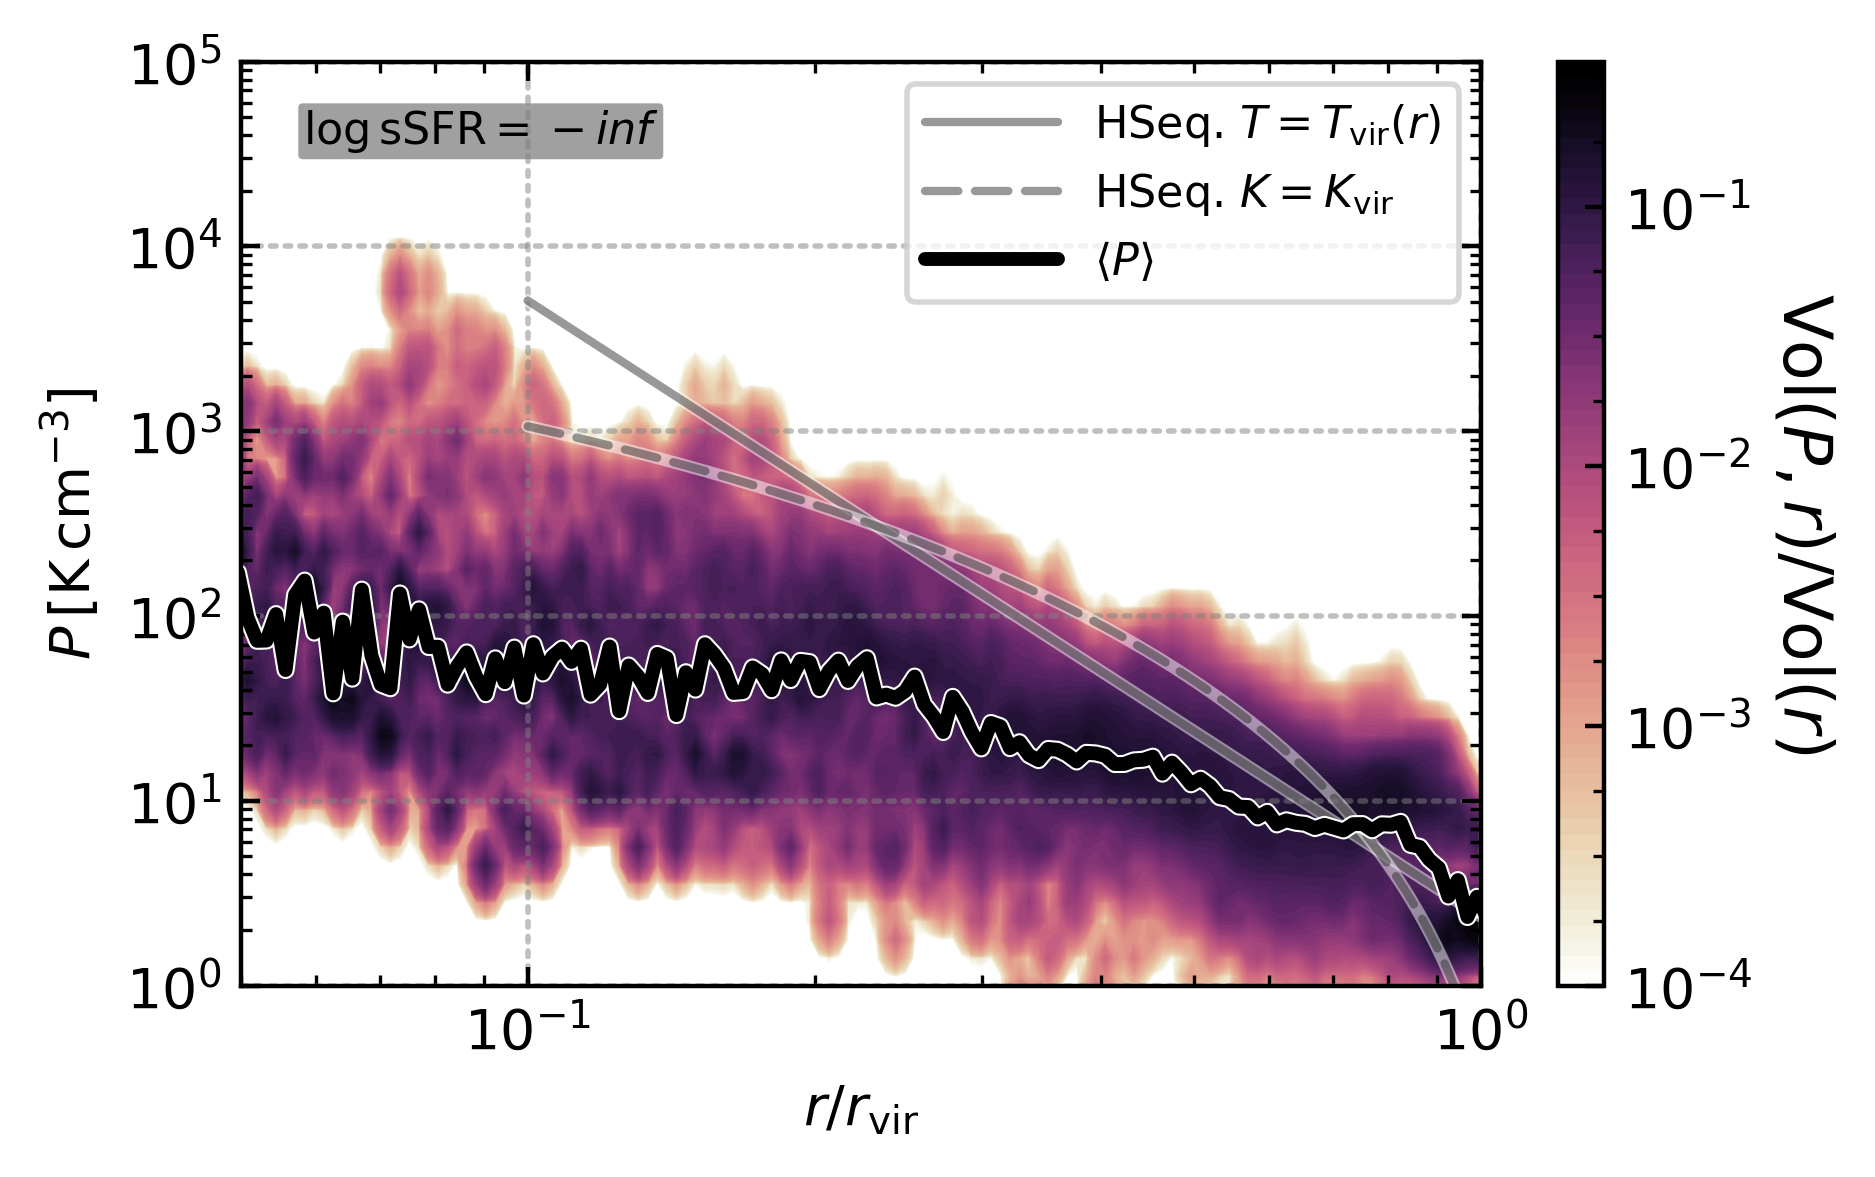 log sSFR = − inf
HSeq. T = T_vir(r)
HSeq. K = K_vir
⟨P⟩
10^5
10^4
10^3
10^2
10^1
10^0
P [K cm^−3]
10^−1
10^0
r/r_vir
10^−1
10^−2
10^−3
10^−4
Vol(P, r)/Vol(r)